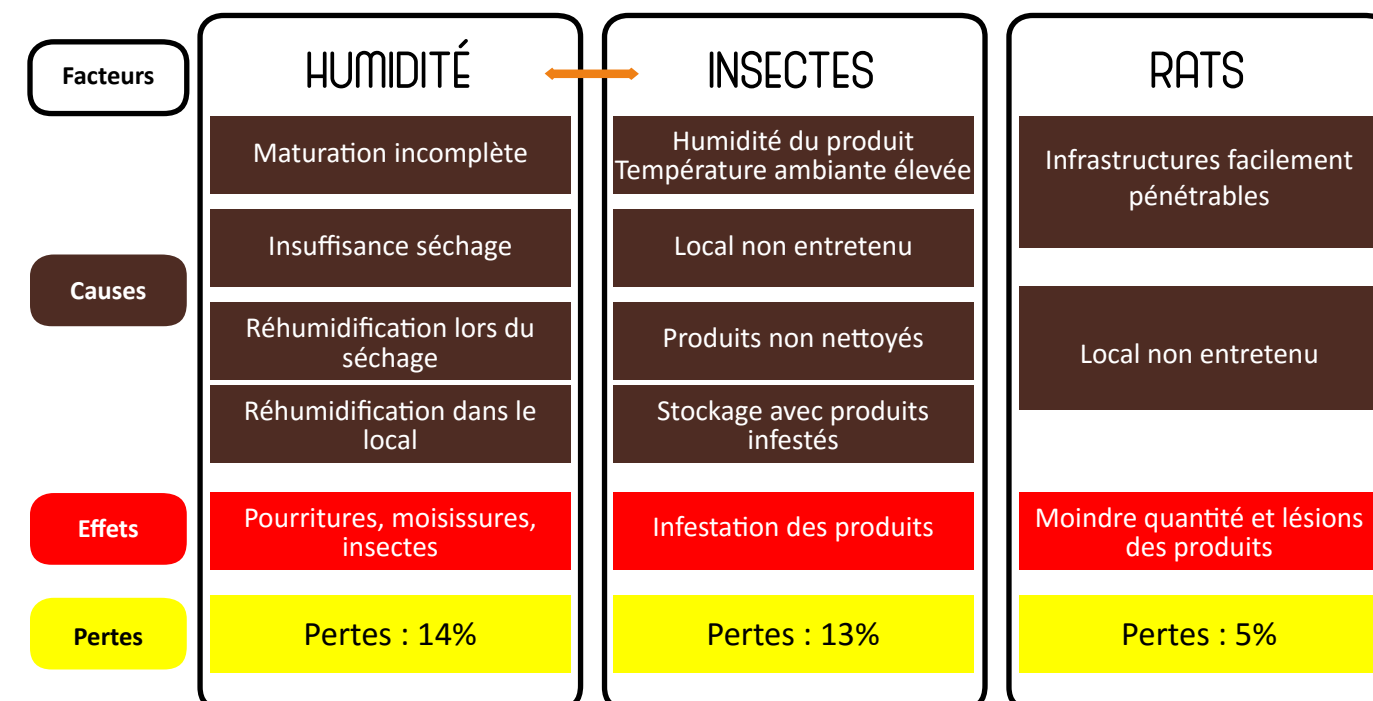 Facteurs
HUMIDITÉ
INSECTES
RATS
Causes
Maturation incomplète
Insuffisance séchage
Réhumidification lors du
séchage
Réhumidification dans le
local
Humidité du produit
Température ambiante élevée
Local non entretenu
Produits non nettoyés
Stockage avec produits
infestés
Infrastructures facilement
pénétrables
Local non entretenu
Effets
Pourritures, moisissures,
insectes
Infestation des produits
Moindre quantité et lésions
des produits
Pertes
Pertes : 14%
Pertes : 13%
Pertes : 5%